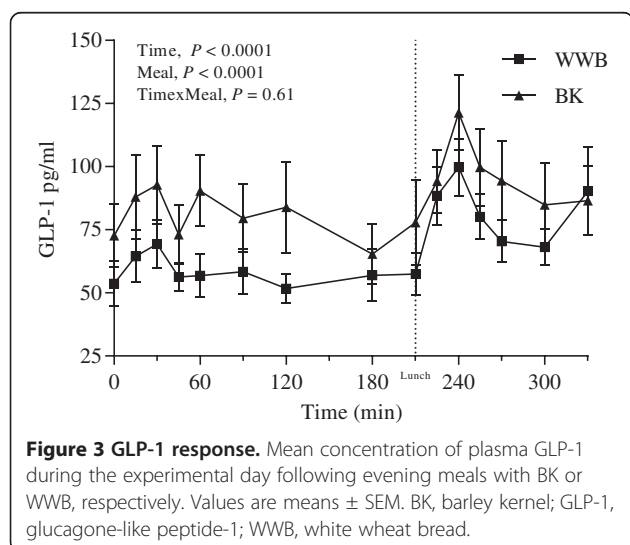 150
125
100
75
50
25
GLP-1 pg/ml
Time, P < 0.0001
Meal, P < 0.0001
TimexMeal, P = 0.61
WWB
BK
0
60
120
180
Lunch
240
300
Time (min)
Figure 3 GLP-1 response. Mean concentration of plasma GLP-1
during the experimental day following evening meals with BK or
WWB, respectively. Values are means ± SEM. BK, barley kernel; GLP-1,
glucagone-like peptide-1; WWB, white wheat bread.